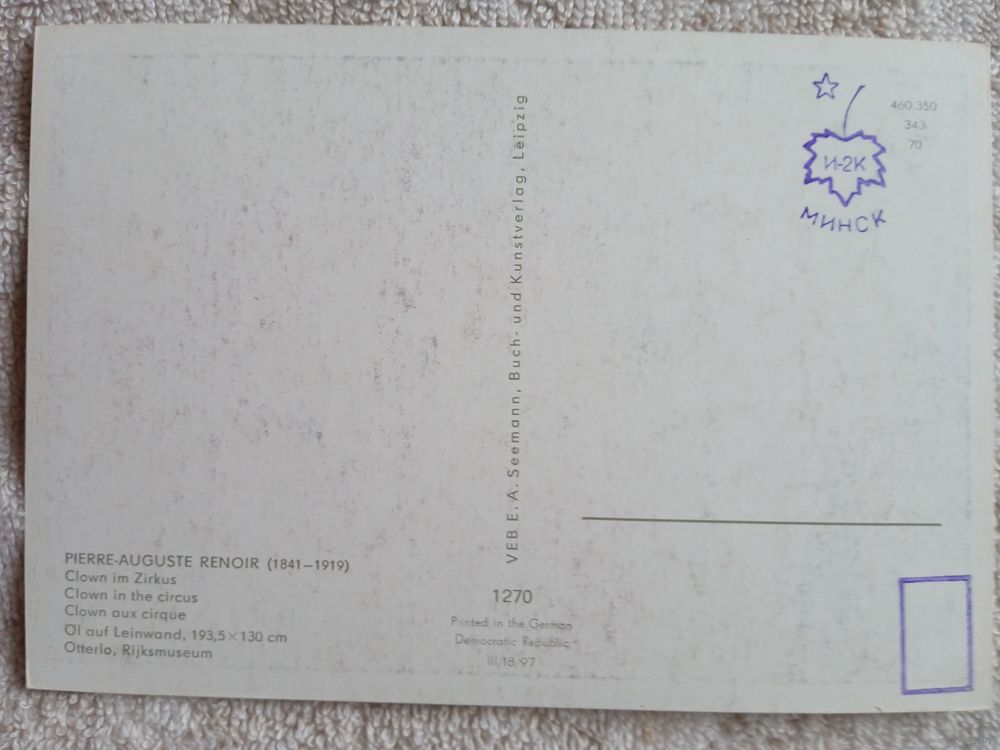 460.350
343
70
И-2К
МИНСК
VEB E. A. Seemann, Buch- und Kunstverlag, Leipzig
PIERRE-AUGUSTE RENOIR (1841–1919)
Clown im Zirkus
Clown in the circus
Clown aux cirque
Öl auf Leinwand, 193,5 × 130 cm
Otterlo, Rijksmuseum
1270
Printed in the German
Democratic Republic
III/18/97